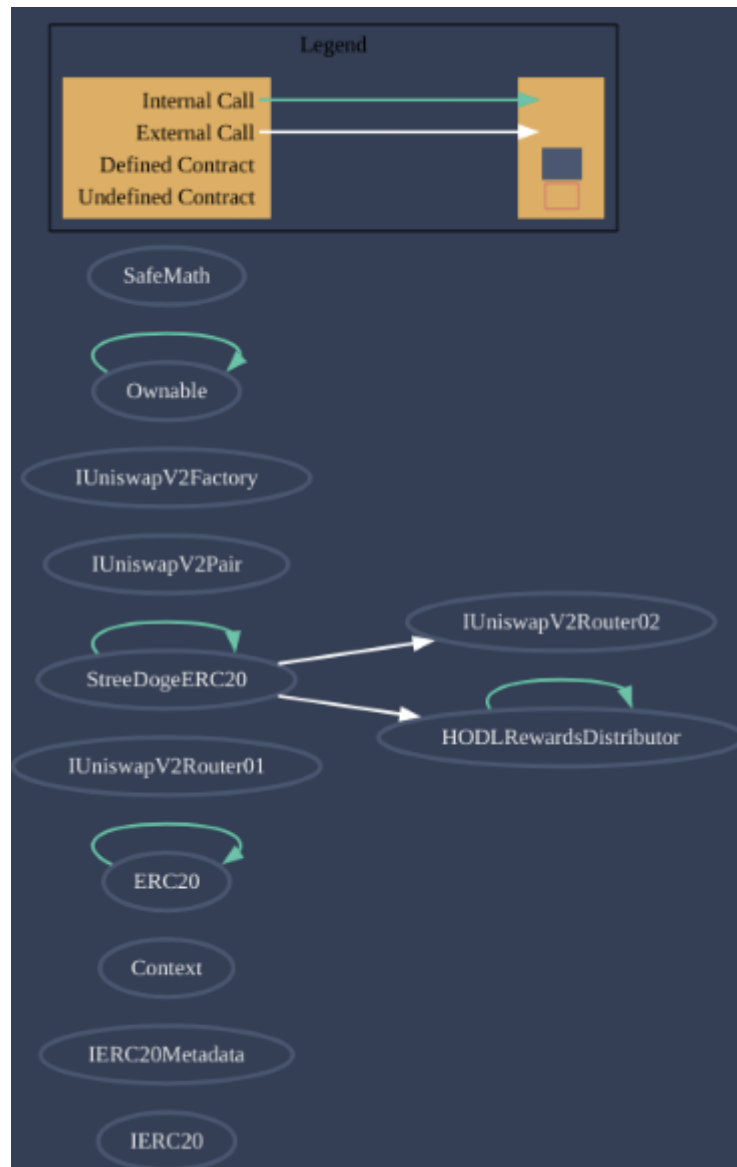 Legend
Internal Call
External Call
Defined Contract
Undefined Contract
SafeMath
Ownable
IUniswapV2Factory
IUniswapV2Pair
IUniswapV2Router02
StreeDogeERC20
HODLRewardsDistributor
IUniswapV2Router01
ERC20
Context
IERC20Metadata
IERC20